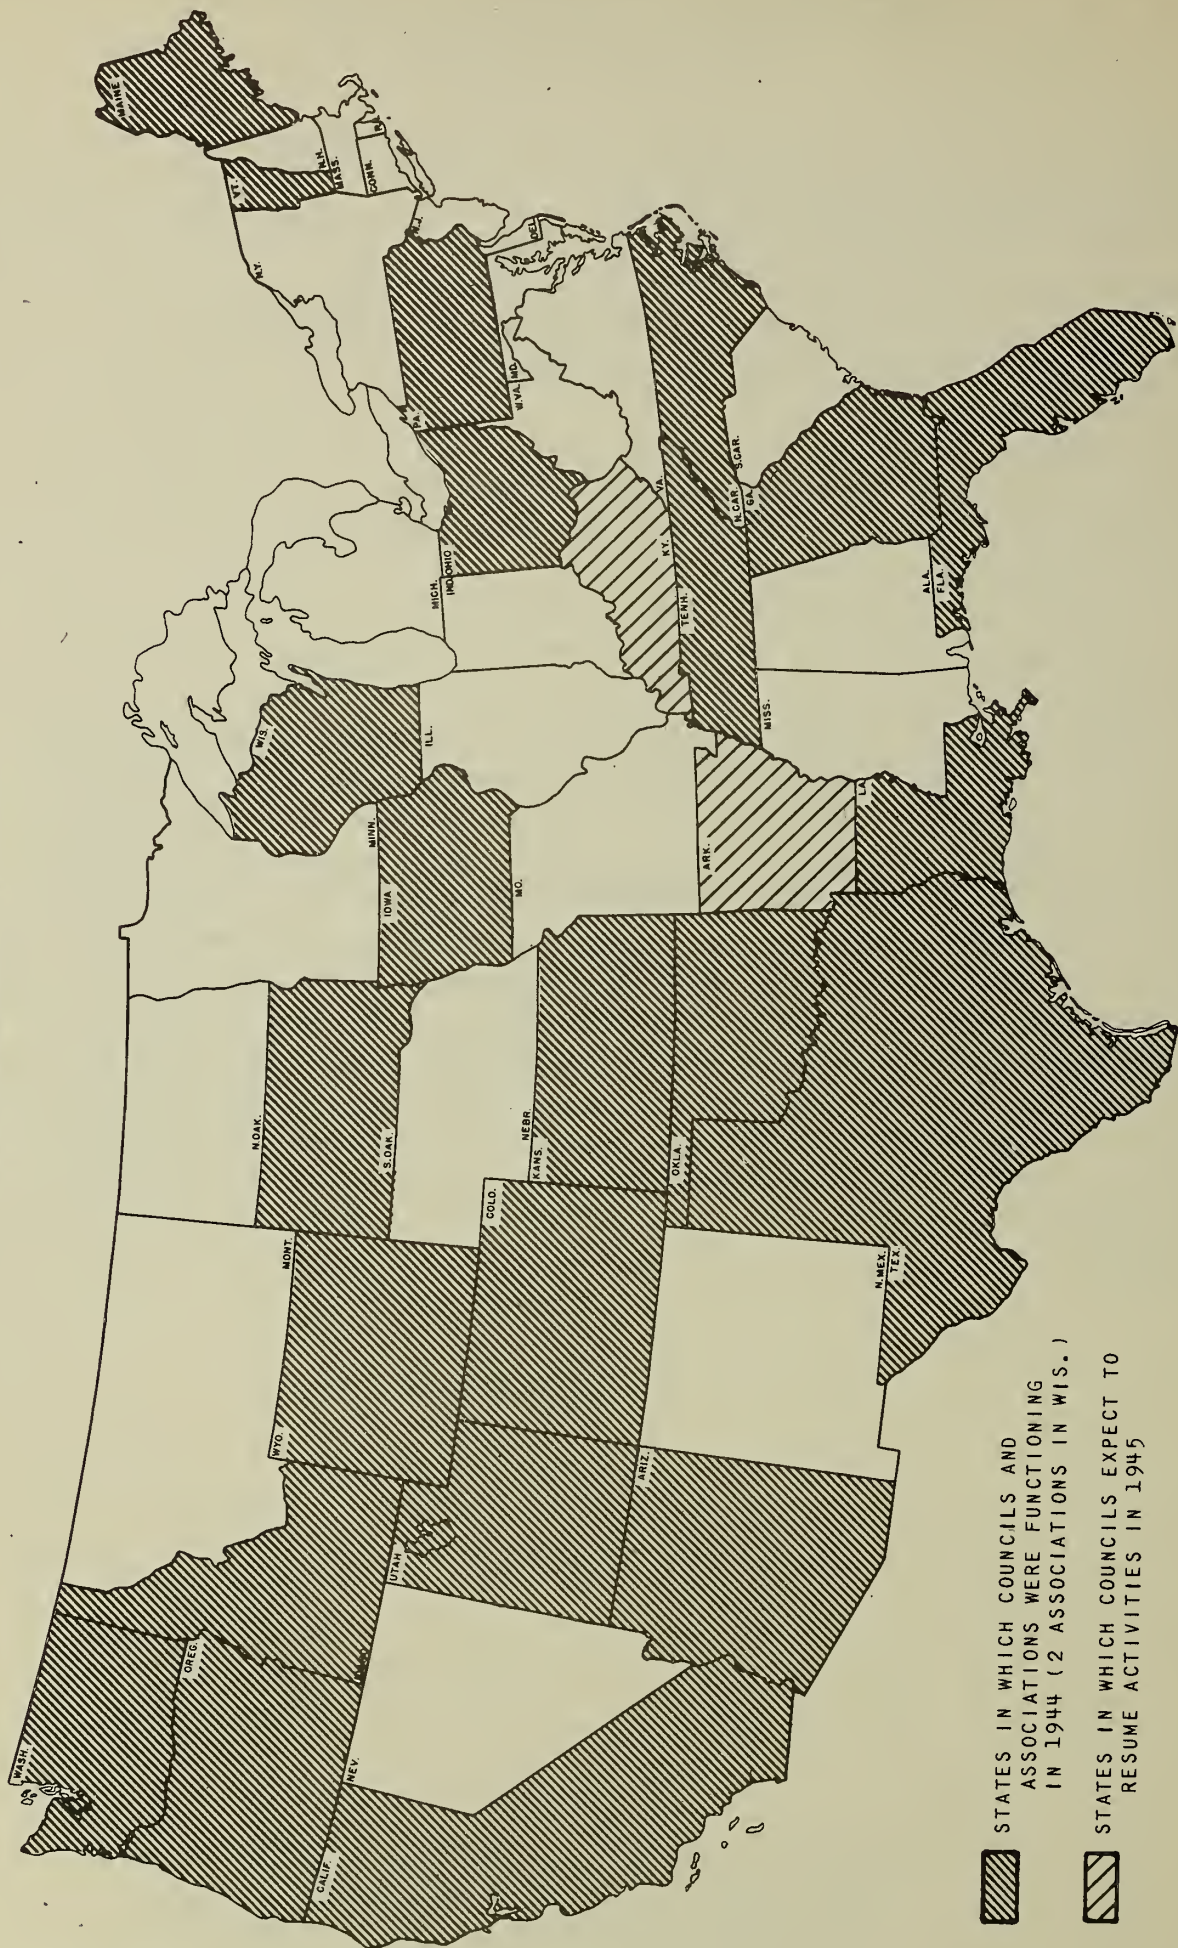 WASH.
OREG.
CALIF.
NEV.
IDAHO
UTAH
ARIZ.
MONT.
WYO.
COLO.
N.MEX.
TEX.
N.DAK.
S.DAK.
NEBR.
KANS.
OKLA.
MINN.
IOWA
MO.
ARK.
LA.
WIS.
ILL.
MICH.
IND.
OHIO
KY.
TENN.
MISS.
ALA.
FLA.
GA.
N.CAR.
S.CAR.
VA.
W.VA.
MD.
DEL.
PA.
N.J.
N.Y.
CONN.
R.I.
MASS.
VT.
N.H.
MAINE
STATES IN WHICH COUNCILS AND
ASSOCIATIONS WERE FUNCTIONING
IN 1944 (2 ASSOCIATIONS IN WIS.)
STATES IN WHICH COUNCILS EXPECT TO
RESUME ACTIVITIES IN 1945